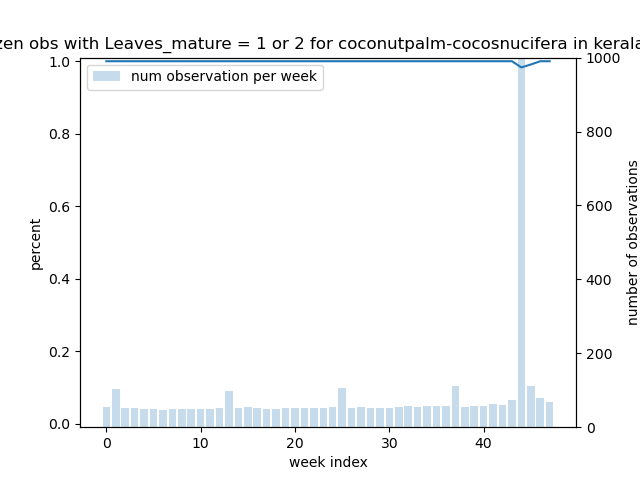 zen obs with Leaves_mature = 1 or 2 for coconutpalm-cocosnucifera in kerala
num observation per week
1.0
0.8
0.6
0.4
0.2
0.0
percent
1000
800
600
400
200
0
number of observations
0 10 20 30 40
week index